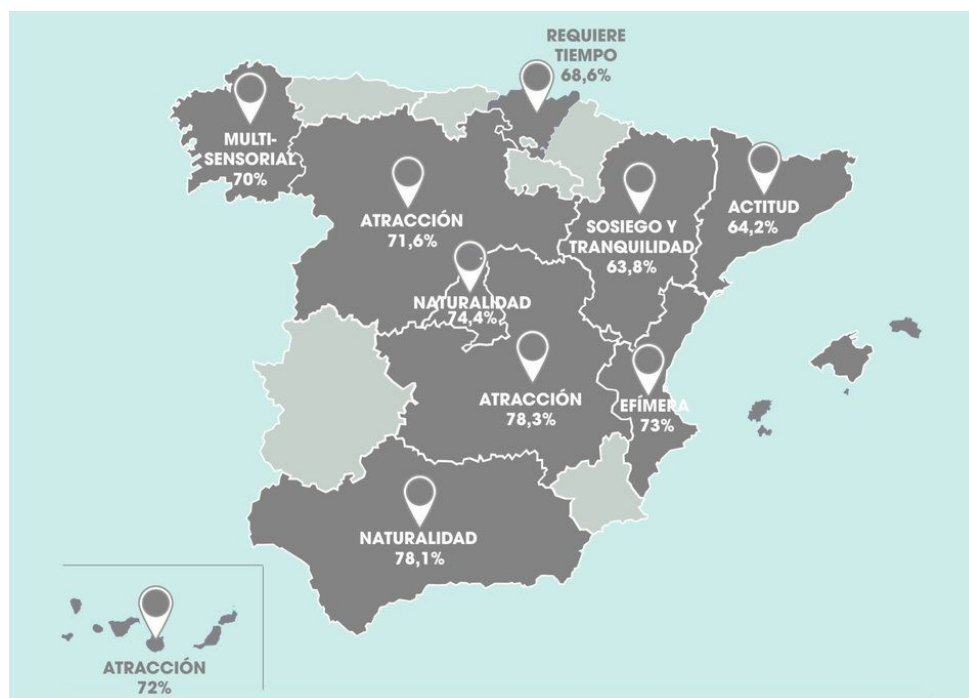 REQUIERE
TIEMPO
68,6%
MULTI-
SENSORIAL
70%
ATRACCIÓN
71,6%
SOSIEGO Y
TRANQUILIDAD
63,8%
ACTITUD
64,2%
NATURALIDAD
74,4%
ATRACCIÓN
78,3%
EFÍMERA
73%
NATURALIDAD
78,1%
ATRACCIÓN
72%